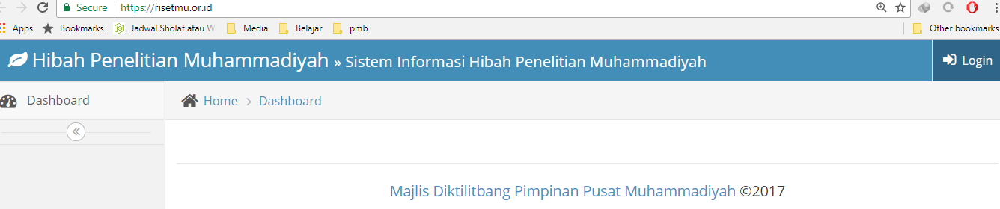 Secure https://risetmu.or.id
Apps Bookmarks Jadwal Sholat atau W Media Belajar pmb Other bookmarks
Hibah Penelitian Muhammadiyah » Sistem Informasi Hibah Penelitian Muhammadiyah Login
Dashboard Home Dashboard
Majlis Diktilitbang Pimpinan Pusat Muhammadiyah ©2017